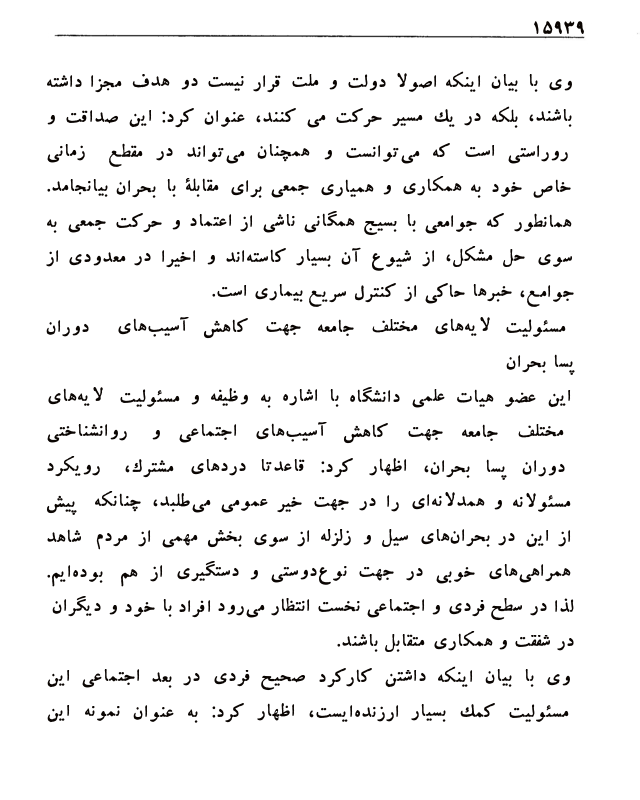 ۱۵۹۳۹
وی با بیان اینکه اصولا دولت و ملت قرار نیست دو هدف مجزا داشته
باشند، بلکه در یك مسیر حرکت می کنند، عنوان کرد: این صداقت و
روراستی است که می‌توانست و همچنان می‌تواند در مقطع زمانی
خاص خود به همکاری و همیاری جمعی برای مقابلهٔ با بحران بیانجامد.
همانطور که جوامعی با بسیج همگانی ناشی از اعتماد و حرکت جمعی به
سوی حل مشکل، از شیوع آن بسیار کاسته‌اند و اخیرا در معدودی از
جوامع، خبرها حاکی از کنترل سریع بیماری است.
مسئولیت لایه‌های مختلف جامعه جهت کاهش آسیب‌های دوران
پسا بحران
این عضو هیات علمی دانشگاه با اشاره به وظیفه و مسئولیت لایه‌های
مختلف جامعه جهت کاهش آسیب‌های اجتماعی و روانشناختی
دوران پسا بحران، اظهار کرد: قاعدتا دردهای مشترك، رویکرد
مسئولانه و همدلانه‌ای را در جهت خیر عمومی می‌طلبد، چنانکه پیش
از این در بحران‌های سیل و زلزله از سوی بخش مهمی از مردم شاهد
همراهی‌های خوبی در جهت نوع‌دوستی و دستگیری از هم بوده‌ایم.
لذا در سطح فردی و اجتماعی نخست انتظار می‌رود افراد با خود و دیگران
در شفقت و همکاری متقابل باشند.
وی با بیان اینکه داشتن کارکرد صحیح فردی در بعد اجتماعی این
مسئولیت کمك بسیار ارزنده‌ایست، اظهار کرد: به عنوان نمونه این